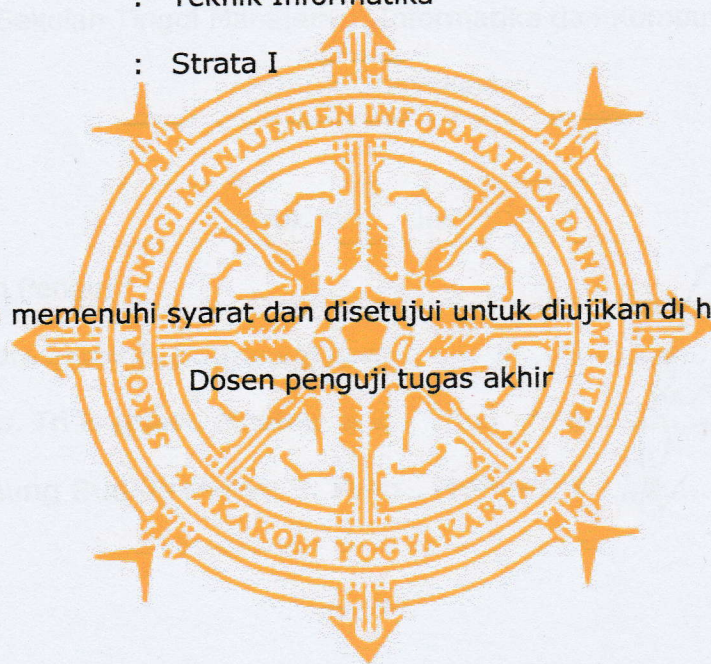 : Teknik Informatika
: Strata I
SEKOLAH TINGGI MANAJEMEN INFORMATIKA DAN KOMPUTER
memenuhi syarat dan disetujui untuk diujikan di h
Dosen penguji tugas akhir
★ AKAKOM YOGYAKARTA ★